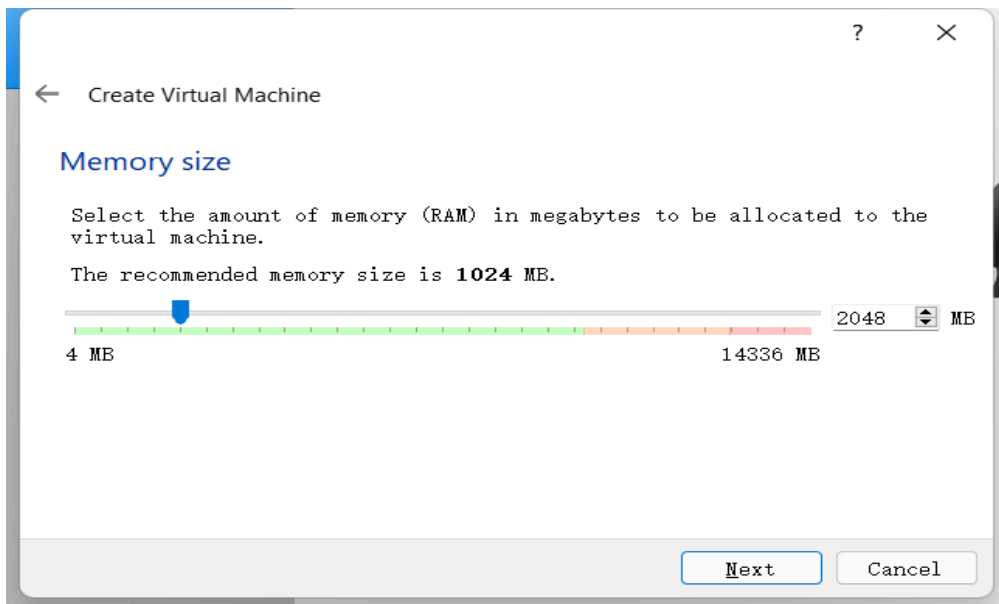 ?
Create Virtual Machine
Memory size
Select the amount of memory (RAM) in megabytes to be allocated to the
virtual machine.
The recommended memory size is 1024 MB.
2048 MB
4 MB 14336 MB
Next Cancel